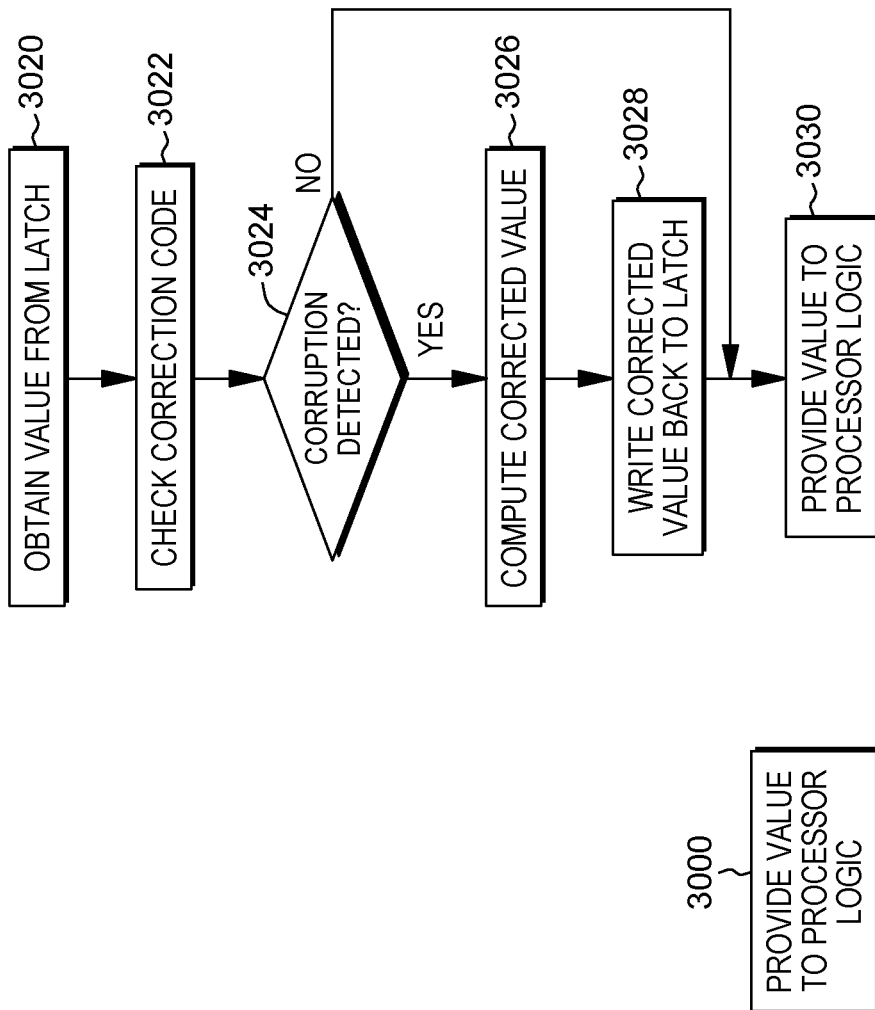 OBTAIN VALUE FROM LATCH
3020
CHECK CORRECTION CODE
3022
CORRUPTION
DETECTED?
3024
NO
YES
COMPUTE CORRECTED VALUE
3026
WRITE CORRECTED
VALUE BACK TO LATCH
3028
PROVIDE VALUE TO
PROCESSOR LOGIC
3030
3000
PROVIDE VALUE
TO PROCESSOR
LOGIC